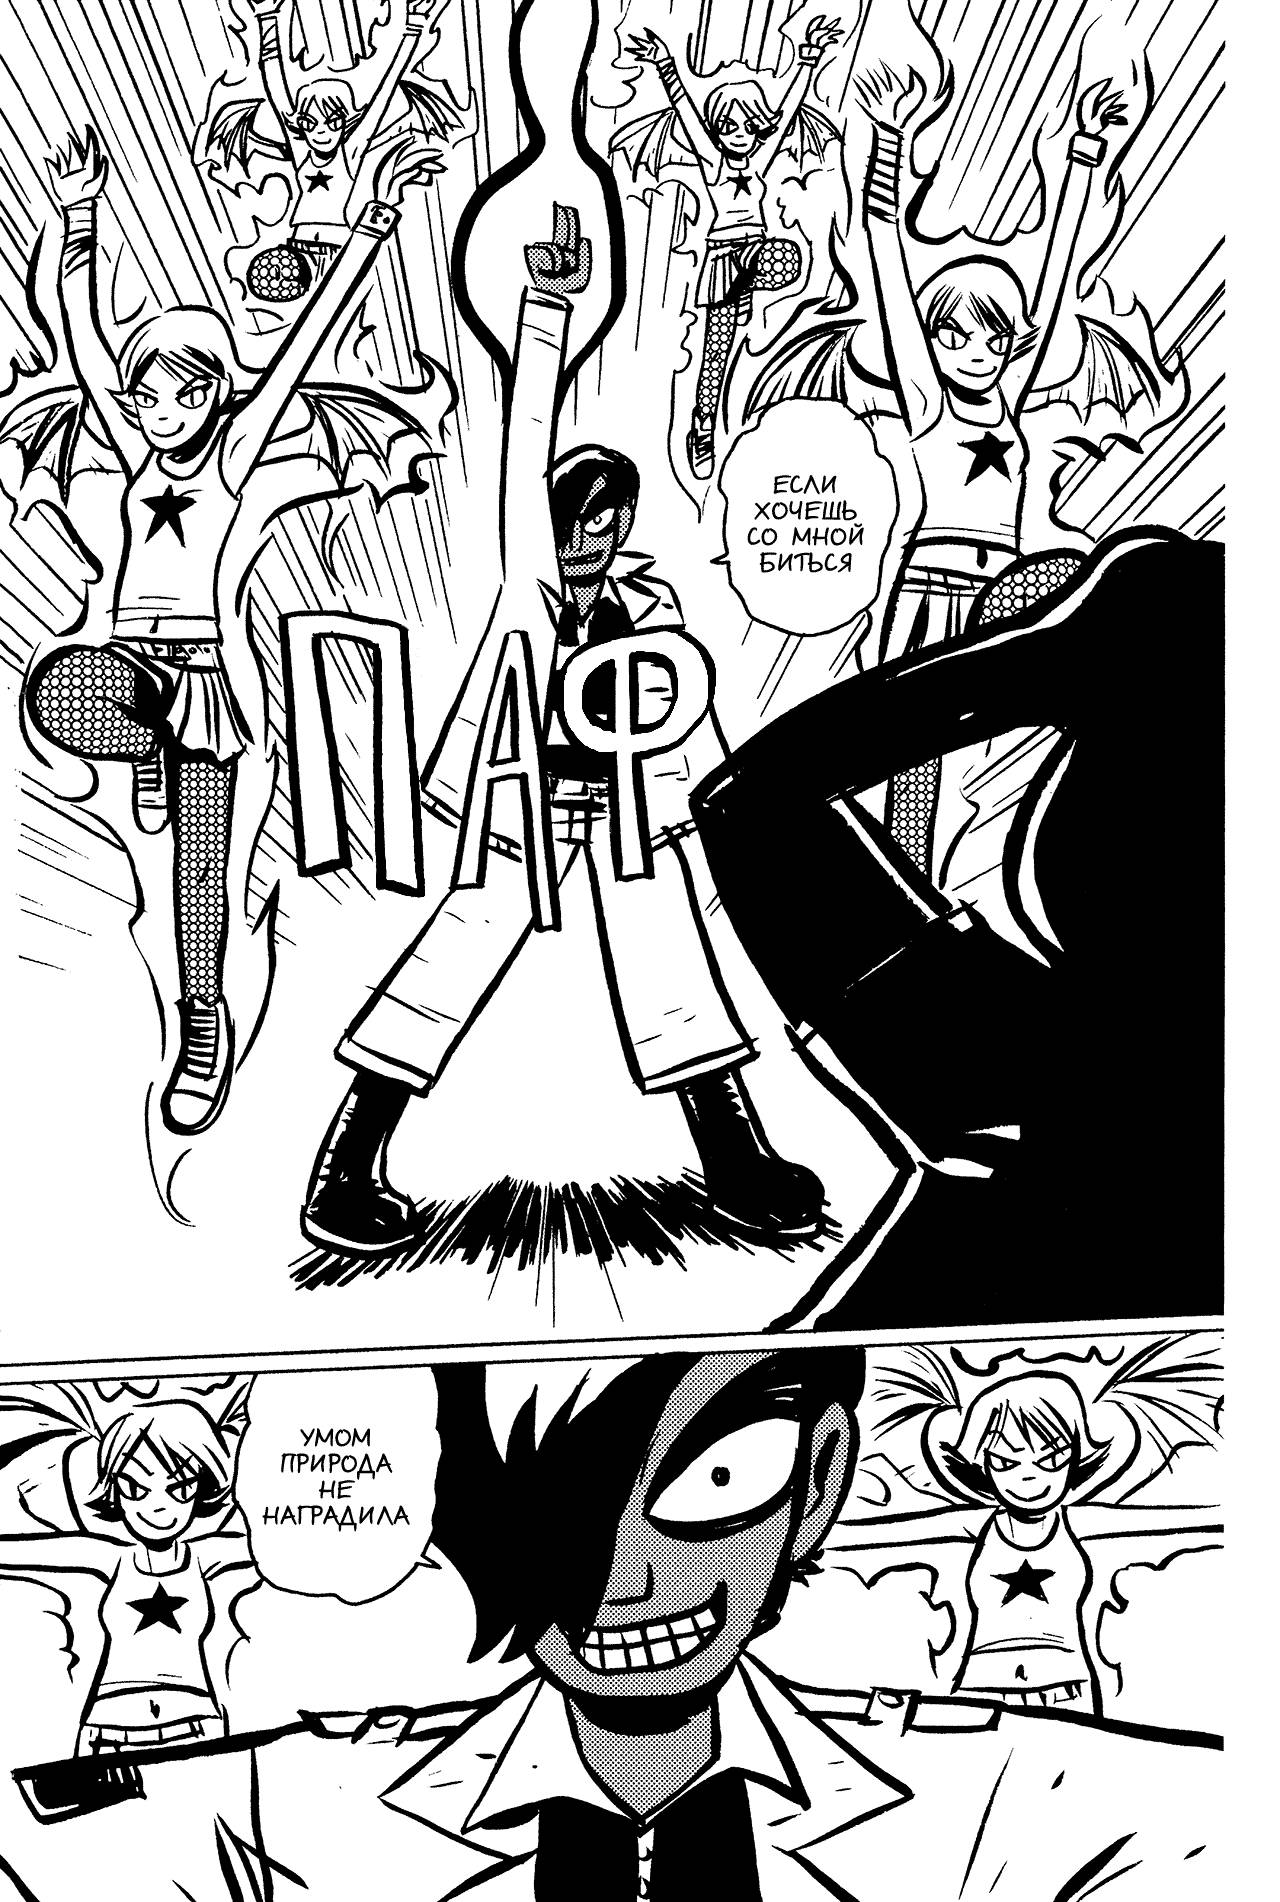 ЕСЛИ
ХОЧЕШЬ
СО МНОЙ
БИТЬСЯ
ПАФ
УМОМ
ПРИРОДА
НЕ
НАГРАДИЛА